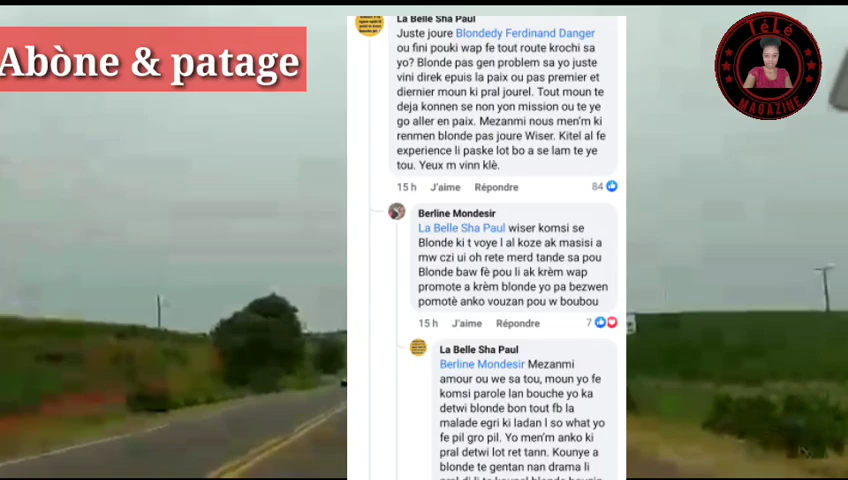 Abòne & patage
TéLé
MAGAZINE
La Belle Sha Paul
Juste joure Blondedy Ferdinand Danger
ou fini pouki wap fe tout route krochi sa
yo? Blonde pas gen problem sa yo juste
vini direk epuis la paix ou pas premier et
diernier moun ki pral jourel. Tout moun te
deja konnen se non yon mission ou te ye
go aller en paix. Mezanmi nous men'm ki
renmen blonde pas joure Wiser. Kitel al fe
experience li paske lot bo a se lam te ye
tou. Yeux m vinn klè.
15 h J'aime Répondre 84
Berline Mondesir
La Belle Sha Paul wiser komsi se
Blonde ki t voye l al koze ak masisi a
mw czi ui oh rete merd tande sa pou
Blonde baw fè pou li ak krèm wap
promote a krèm blonde yo pa bezwen
pomotè anko vouzan pou w boubou
15 h J'aime Répondre 7
La Belle Sha Paul
Berline Mondesir Mezanmi
amour ou we sa tou, moun yo fe
komsi parole lan bouche yo ka
detwi blonde bon tout fb la
malade egri ki ladan l so what yo
fe pil gro pil. Yo men'm anko ki
pral detwi lot ret tann. Kounye a
blonde te gentan nan drama li